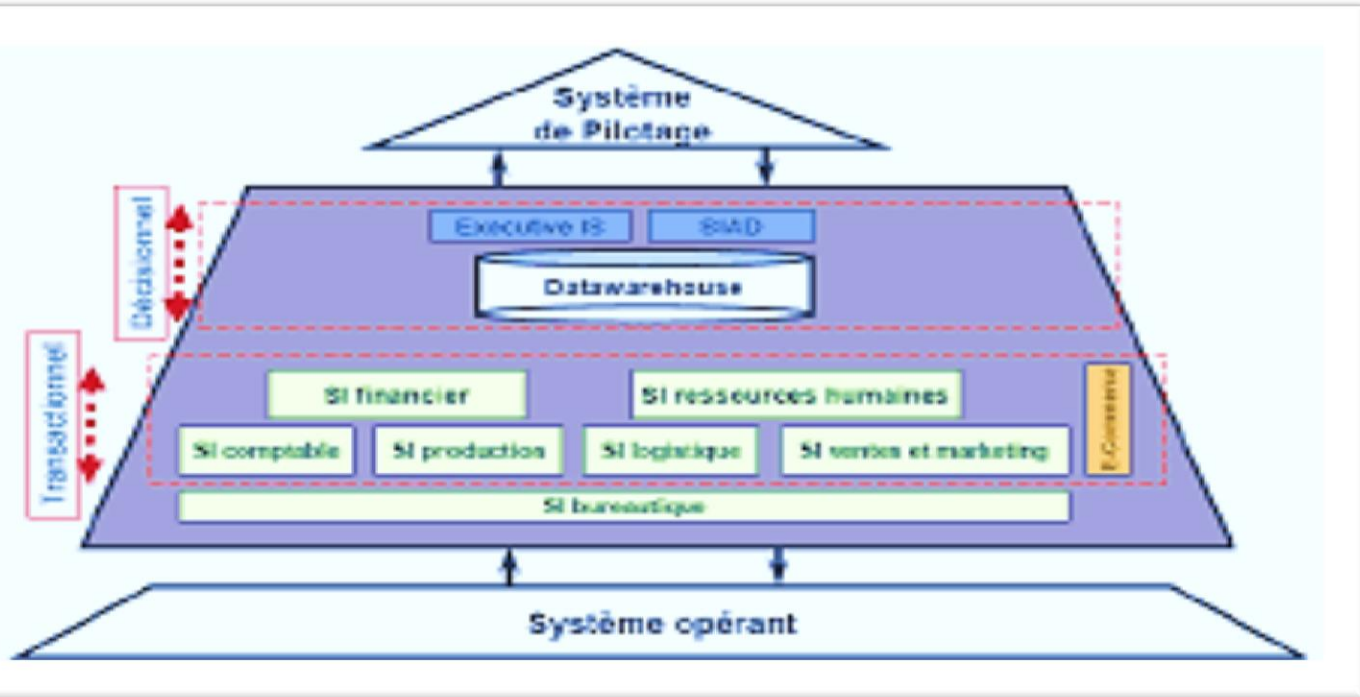 Système
de Pilotage
Décisionnel
Executive IS
SIAD
Datawarehouse
Transactionnel
SI financier
SI ressources humaines
SI comptable
SI production
SI logistique
SI ventes et marketing
SI bureautique
Système opérant